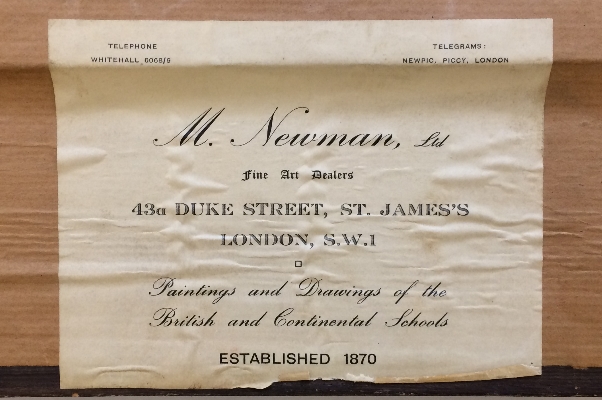 TELEPHONE
WHITEHALL 6068/9
TELEGRAMS:
NEWPIC, PICCY, LONDON
M. Newman, Ltd
Fine Art Dealers
43a DUKE STREET, ST. JAMES'S
LONDON, S.W.1
Paintings and Drawings of the
British and Continental Schools
ESTABLISHED 1870